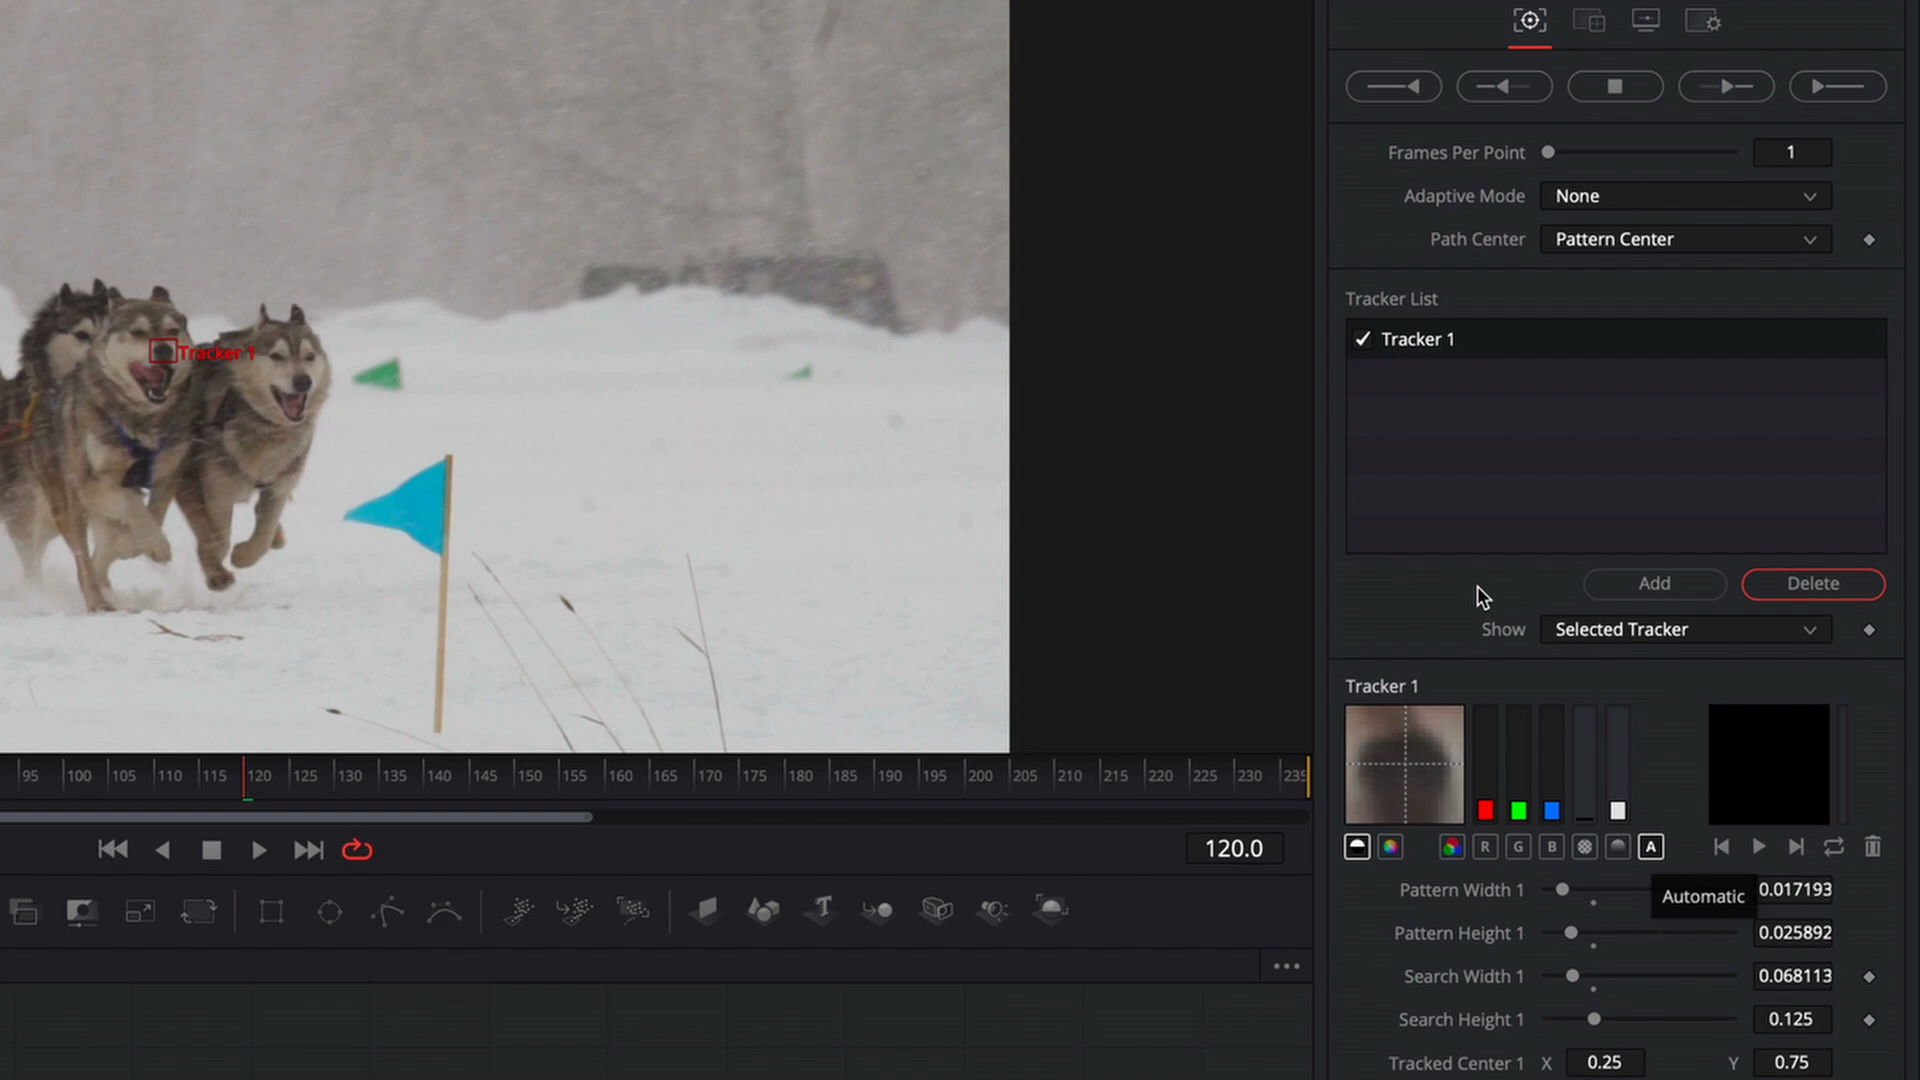 Frames Per Point 1
Adaptive Mode None
Path Center Pattern Center
Tracker List
Tracker 1
Tracker 1
Add Delete
Show Selected Tracker
Tracker 1
95 100 105 110 115 120 125 130 135 140 145 150 155 160 165 170 175 180 185 190 195 200 205 210 215 220 225 230 235
120.0
R G B A
Pattern Width 1 0.017193
Automatic
Pattern Height 1 0.025892
Search Width 1 0.068113
Search Height 1 0.125
Tracked Center 1 X 0.25 Y 0.75